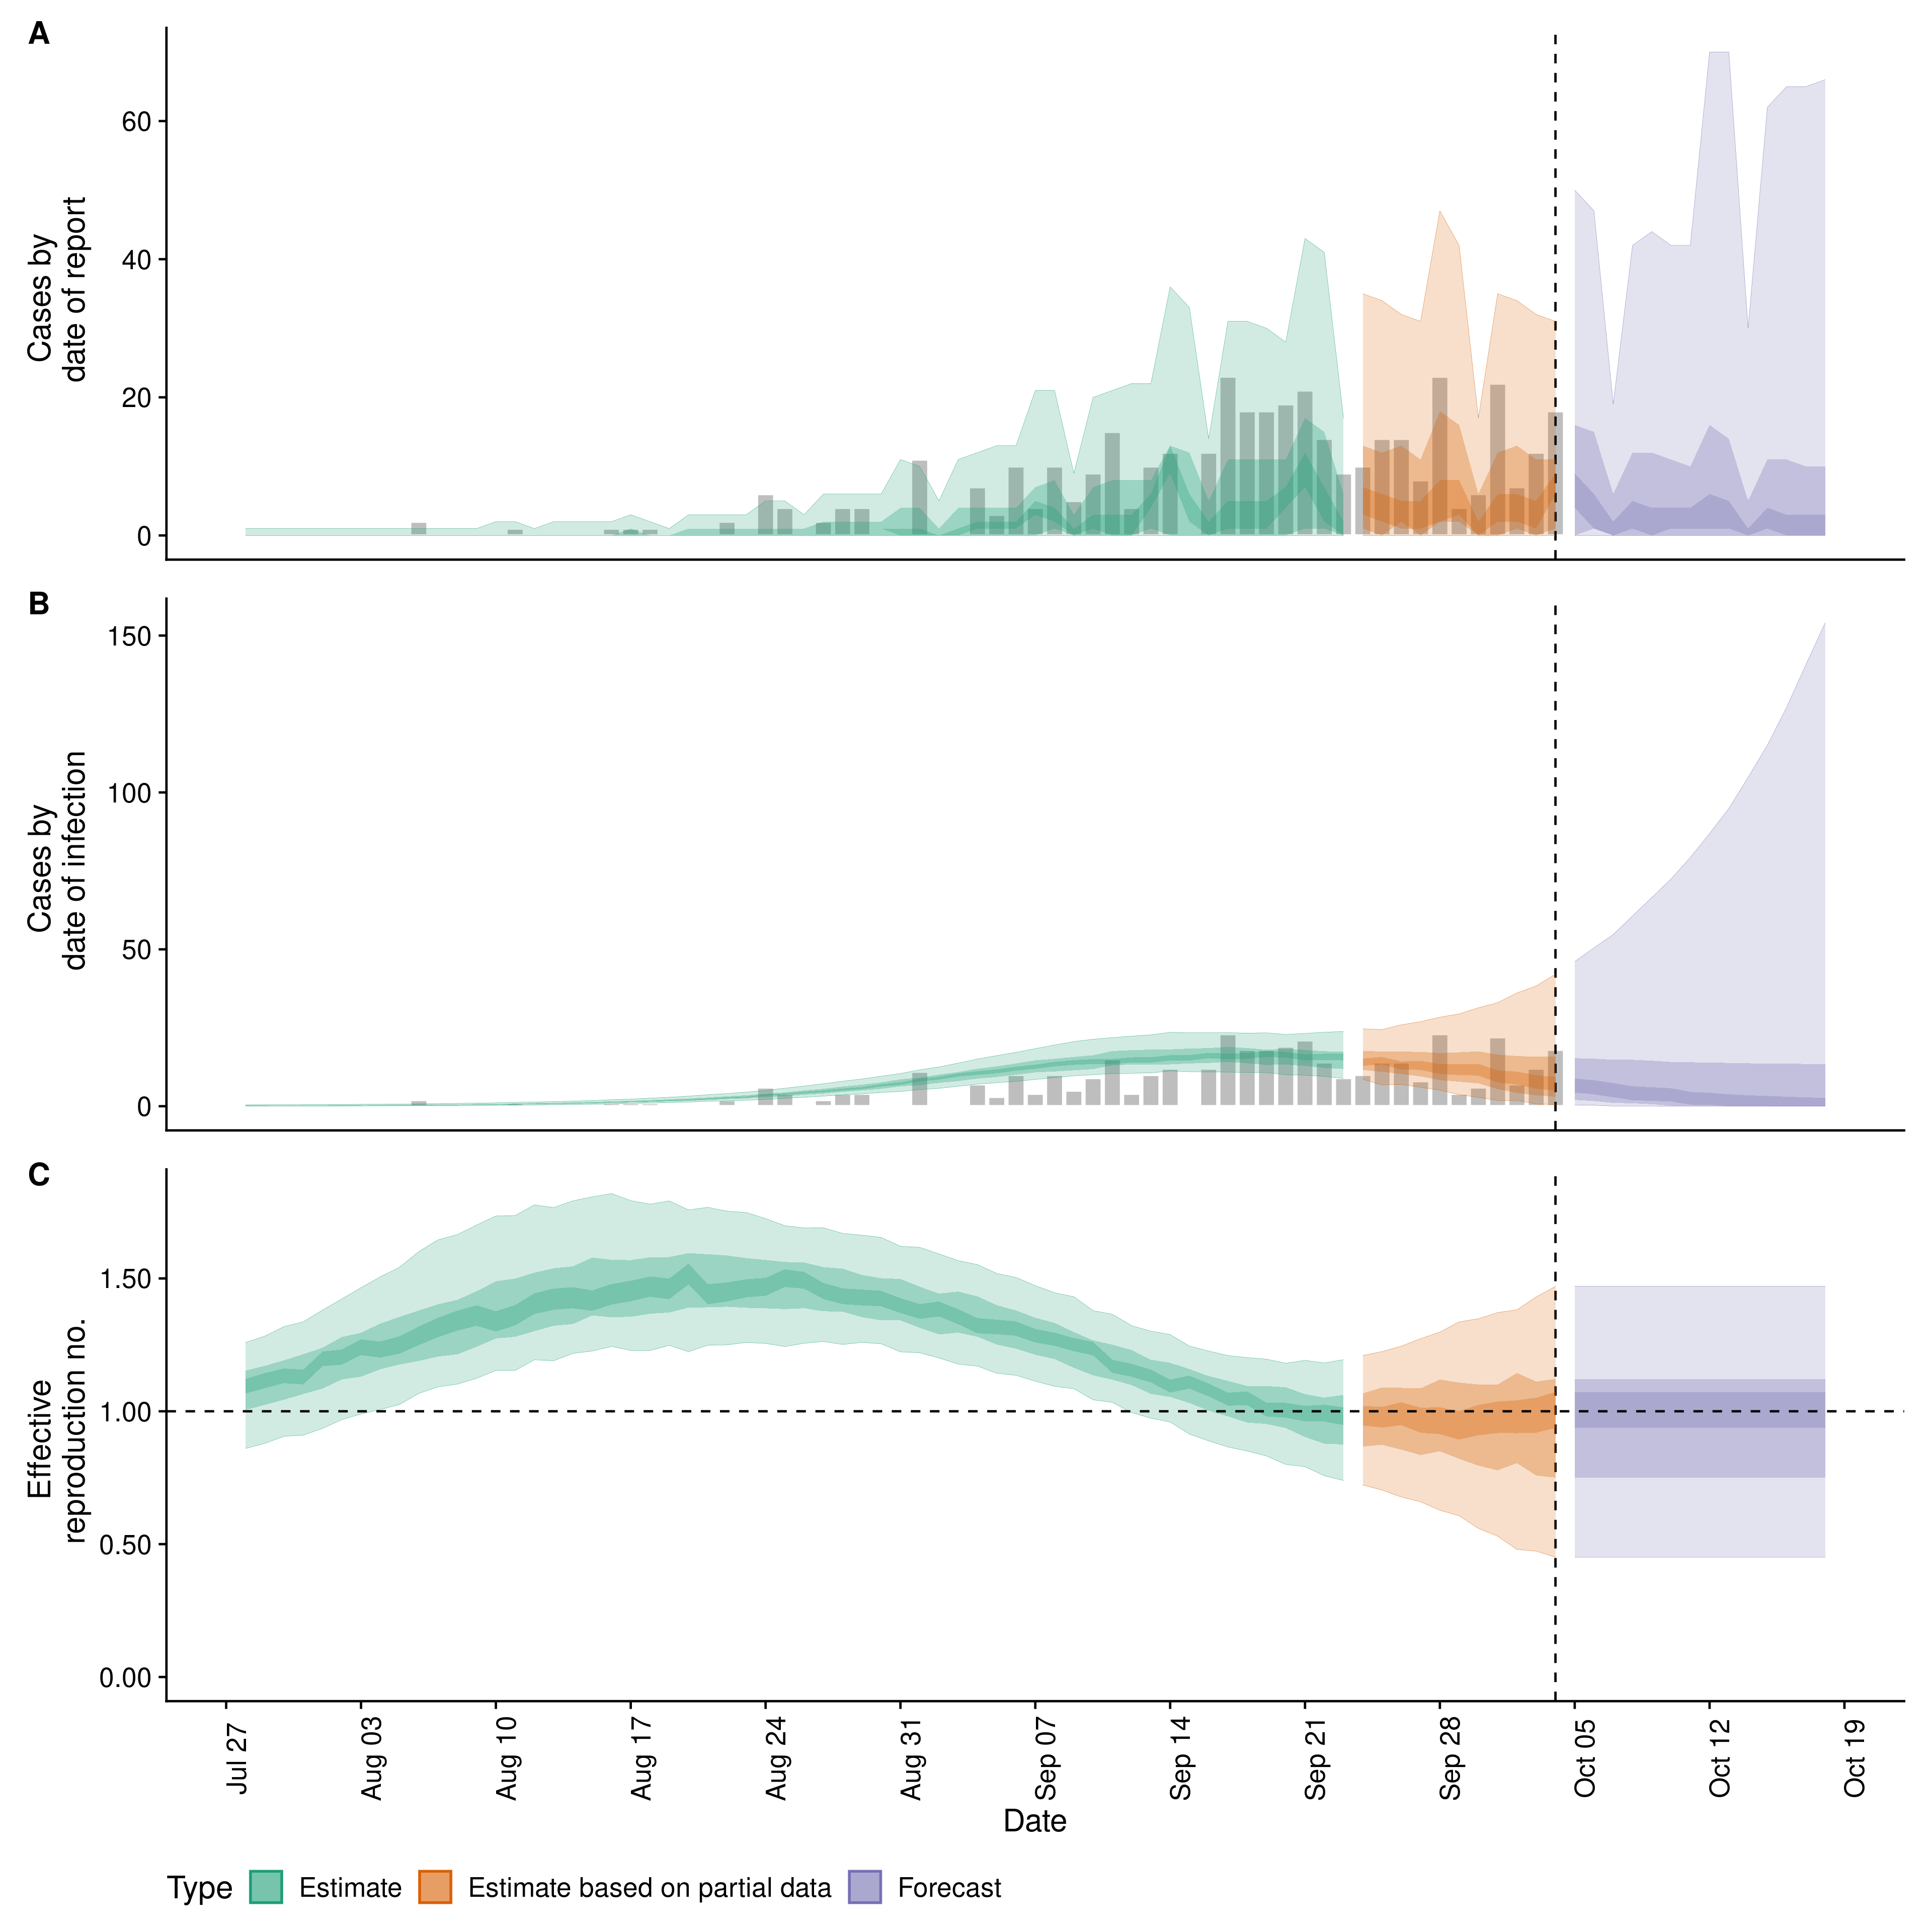 A
60
40
20
0
Cases by
date of report
B
150
100
50
0
Cases by
date of infection
C
1.50
1.00
0.50
0.00
Effective
reproduction no.
Jul 27
Aug 03
Aug 10
Aug 17
Aug 24
Aug 31
Sep 07
Sep 14
Sep 21
Sep 28
Oct 05
Oct 12
Oct 19
Date
Type Estimate Estimate based on partial data Forecast